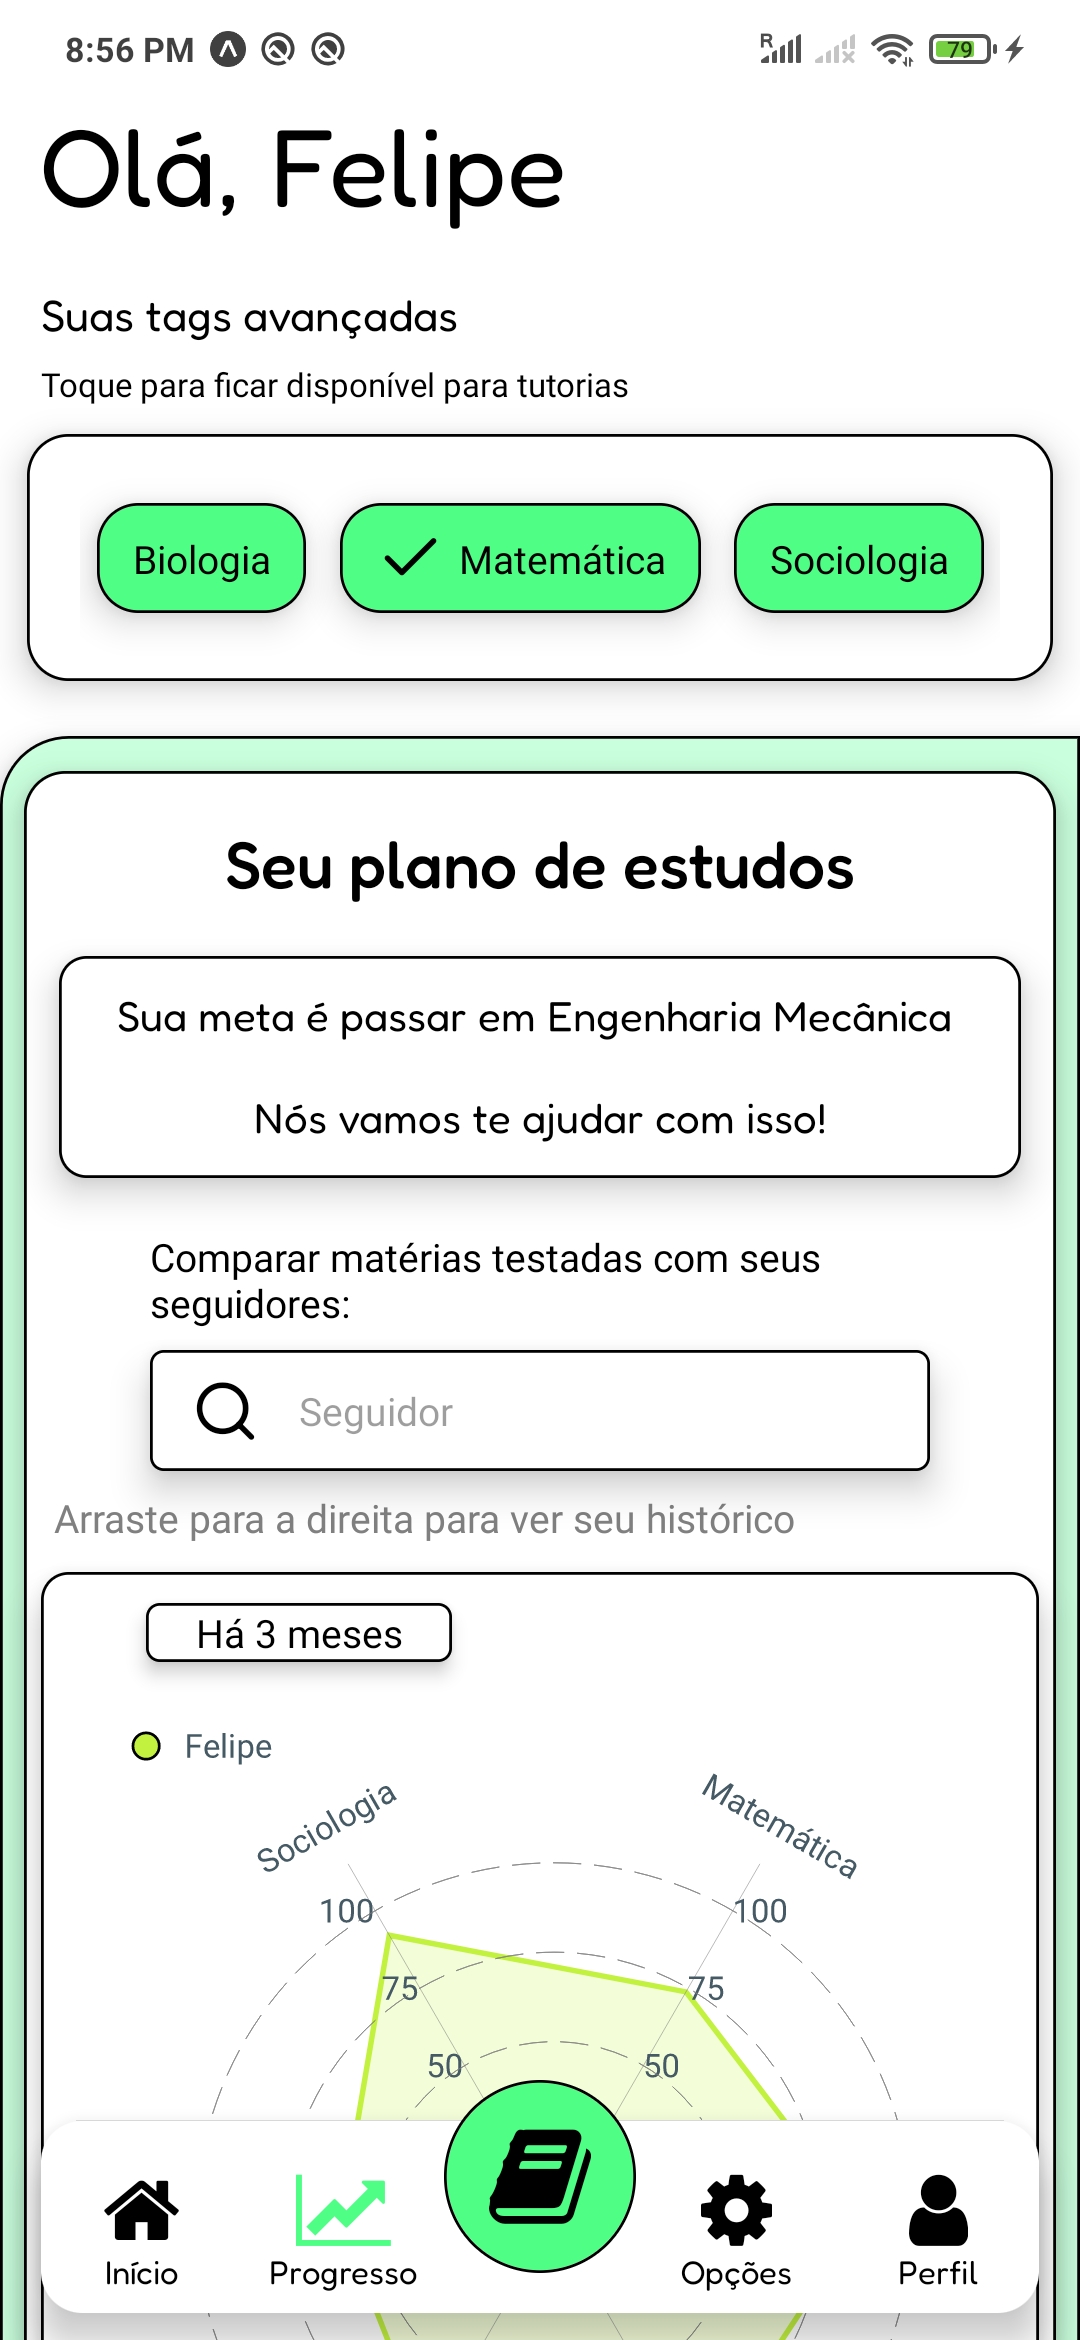 8:56 PM
R
79
Olá, Felipe
Suas tags avançadas
Toque para ficar disponível para tutorias
Biologia
Matemática
Sociologia
Seu plano de estudos
Sua meta é passar em Engenharia Mecânica
Nós vamos te ajudar com isso!
Comparar matérias testadas com seus
seguidores:
Seguidor
Arraste para a direita para ver seu histórico
Há 3 meses
Felipe
Sociologia
Matemática
100
100
75
75
50
50
Início
Progresso
Opções
Perfil